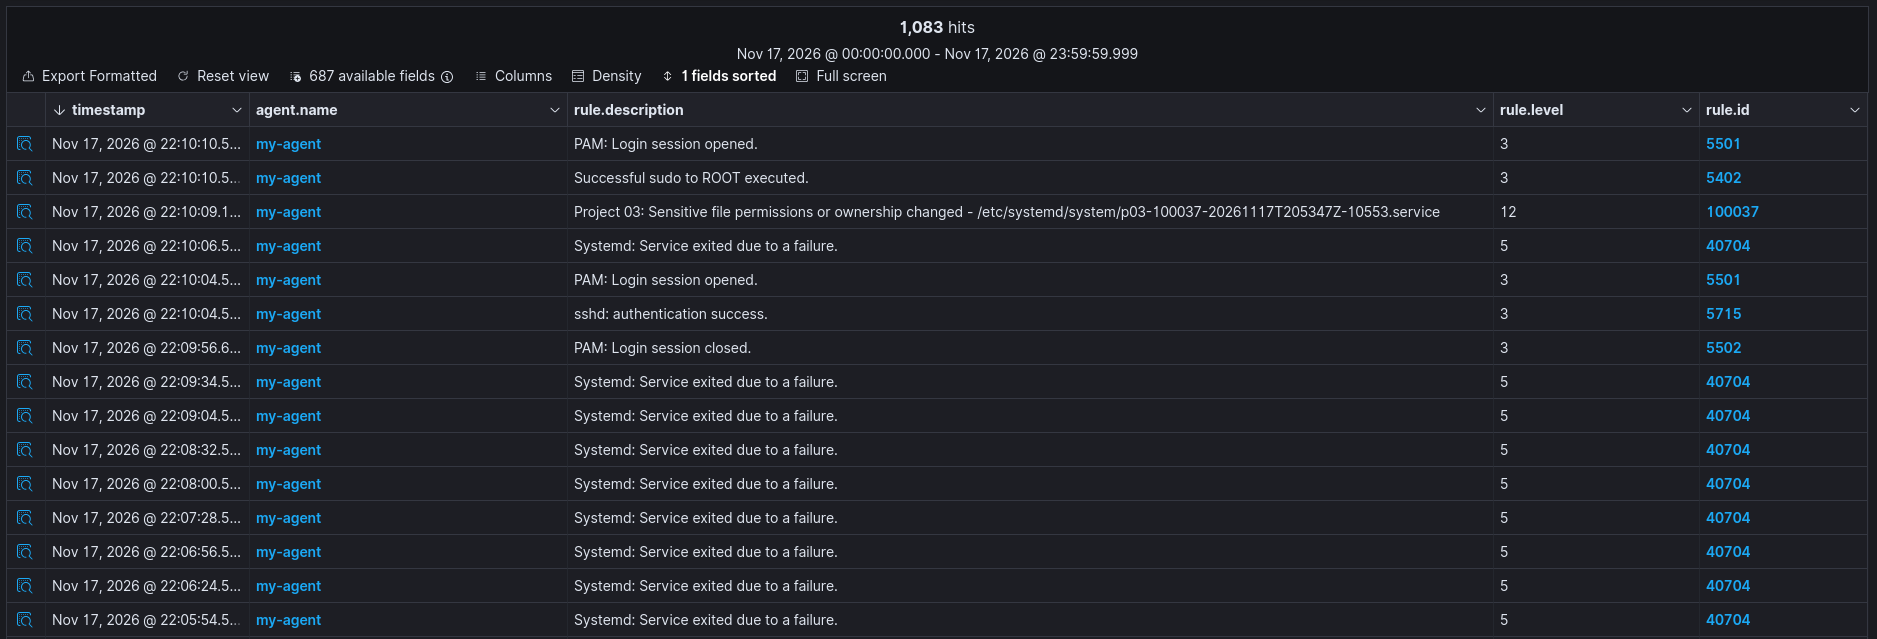 1,083 hits
Nov 17, 2026 @ 00:00:00.000 - Nov 17, 2026 @ 23:59:59.999
Export Formatted Reset view 687 available fields Columns Density 1 fields sorted Full screen
timestamp agent.name rule.description rule.level rule.id
Nov 17, 2026 @ 22:10:10.5... my-agent PAM: Login session opened. 3 5501
Nov 17, 2026 @ 22:10:10.5... my-agent Successful sudo to ROOT executed. 3 5402
Nov 17, 2026 @ 22:10:09.1... my-agent Project 03: Sensitive file permissions or ownership changed - /etc/systemd/system/p03-100037-20261117T205347Z-10553.service 12 100037
Nov 17, 2026 @ 22:10:06.5... my-agent Systemd: Service exited due to a failure. 5 40704
Nov 17, 2026 @ 22:10:04.5... my-agent PAM: Login session opened. 3 5501
Nov 17, 2026 @ 22:10:04.5... my-agent sshd: authentication success. 3 5715
Nov 17, 2026 @ 22:09:56.6... my-agent PAM: Login session closed. 3 5502
Nov 17, 2026 @ 22:09:34.5... my-agent Systemd: Service exited due to a failure. 5 40704
Nov 17, 2026 @ 22:09:04.5... my-agent Systemd: Service exited due to a failure. 5 40704
Nov 17, 2026 @ 22:08:32.5... my-agent Systemd: Service exited due to a failure. 5 40704
Nov 17, 2026 @ 22:08:00.5... my-agent Systemd: Service exited due to a failure. 5 40704
Nov 17, 2026 @ 22:07:28.5... my-agent Systemd: Service exited due to a failure. 5 40704
Nov 17, 2026 @ 22:06:56.5... my-agent Systemd: Service exited due to a failure. 5 40704
Nov 17, 2026 @ 22:06:24.5... my-agent Systemd: Service exited due to a failure. 5 40704
Nov 17, 2026 @ 22:05:54.5... my-agent Systemd: Service exited due to a failure. 5 40704